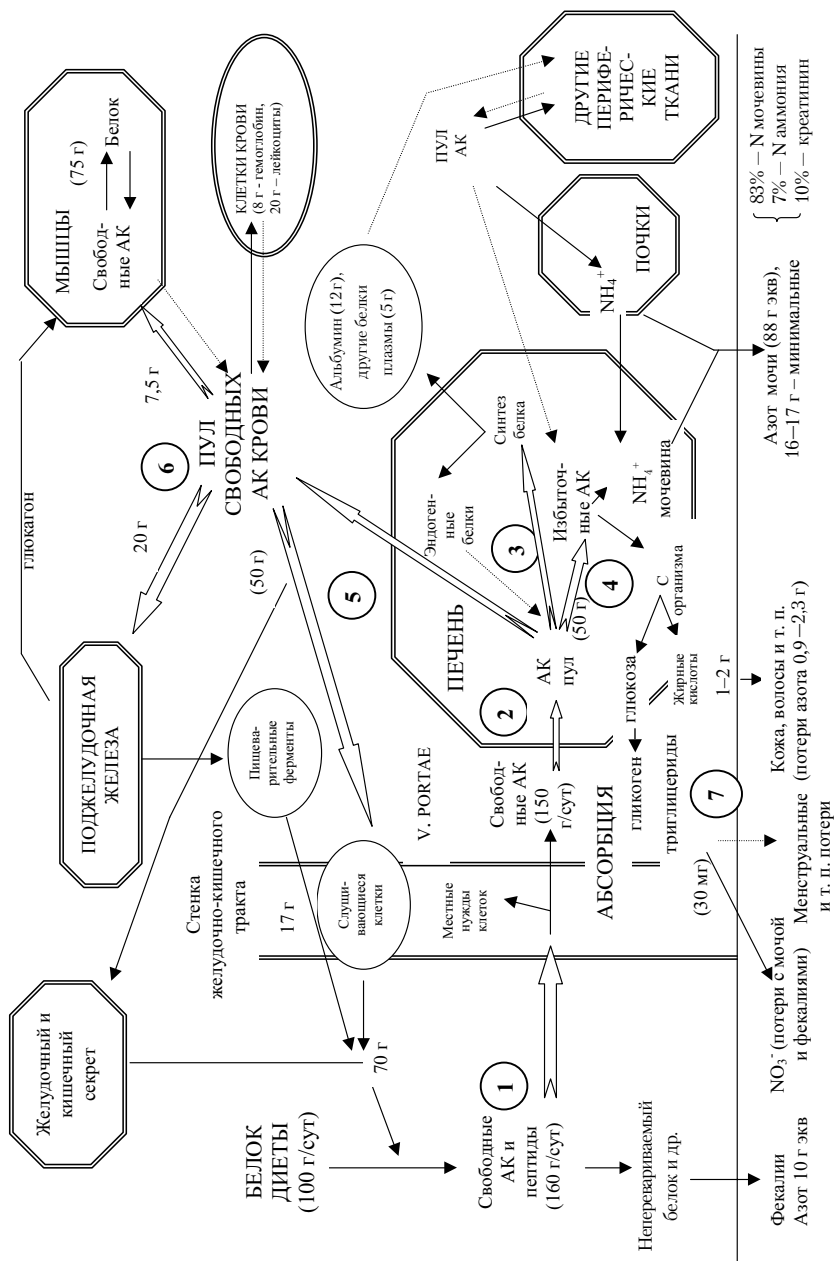 Желудочный и
кишечный
секрет
ПОДЖЕЛУДОЧНАЯ
ЖЕЛЕЗА
глюкагон
МЫШЦЫ
(75 г)
Свобод-
ные АК
Белок
20 г
6
7,5 г
ПУЛ
СВОБОДНЫХ
АК КРОВИ
КЛЕТКИ КРОВИ
(8 г - гемоглобин,
20 г – лейкоциты)
Стенка
желудочно-кишечного
тракта
Пищева-
рительные
ферменты
(50 г)
17 г
Слущи-
вающиеся
клетки
5
Альбумин (12г),
другие белки
плазмы (5 г)
ПУЛ
АК
ДРУГИЕ
ПЕРИФЕ-
РИЧЕС-
КИЕ
ТКАНИ
70 г
БЕЛОК
ДИЕТЫ
(100 г/сут)
V. PORTAE
ПЕЧЕНЬ
Эндоген-
ные
белки
Синтез
белка
Местные
нужды
клеток
Свобод-
ные АК
(150
г/сут)
2
АК
пул
3
(50 г)
4
Избыточ-
ные АК
NH₄⁺
ПОЧКИ
Свободные
АК и
пептиды
(160 г/сут)
1
АБСОРБЦИЯ
гликоген
глюкоза
С
организма
NH₄⁺
мочевина
триглицериды
Жирные
кислоты
Неперевариваемый
белок и др.
(30 мг)
7
1–2 г
Фекалии
Азот 10 г экв
NO₃⁻ (потери с мочой
и фекалиями)
Менструальные
и т. п. потери
Кожа, волосы и т. п.
(потери азота 0,9 –2,3 г)
Азот мочи (88 г экв),
16–17 г – минимальные
83% – N мочевины
7% – N аммония
10% – креатинин